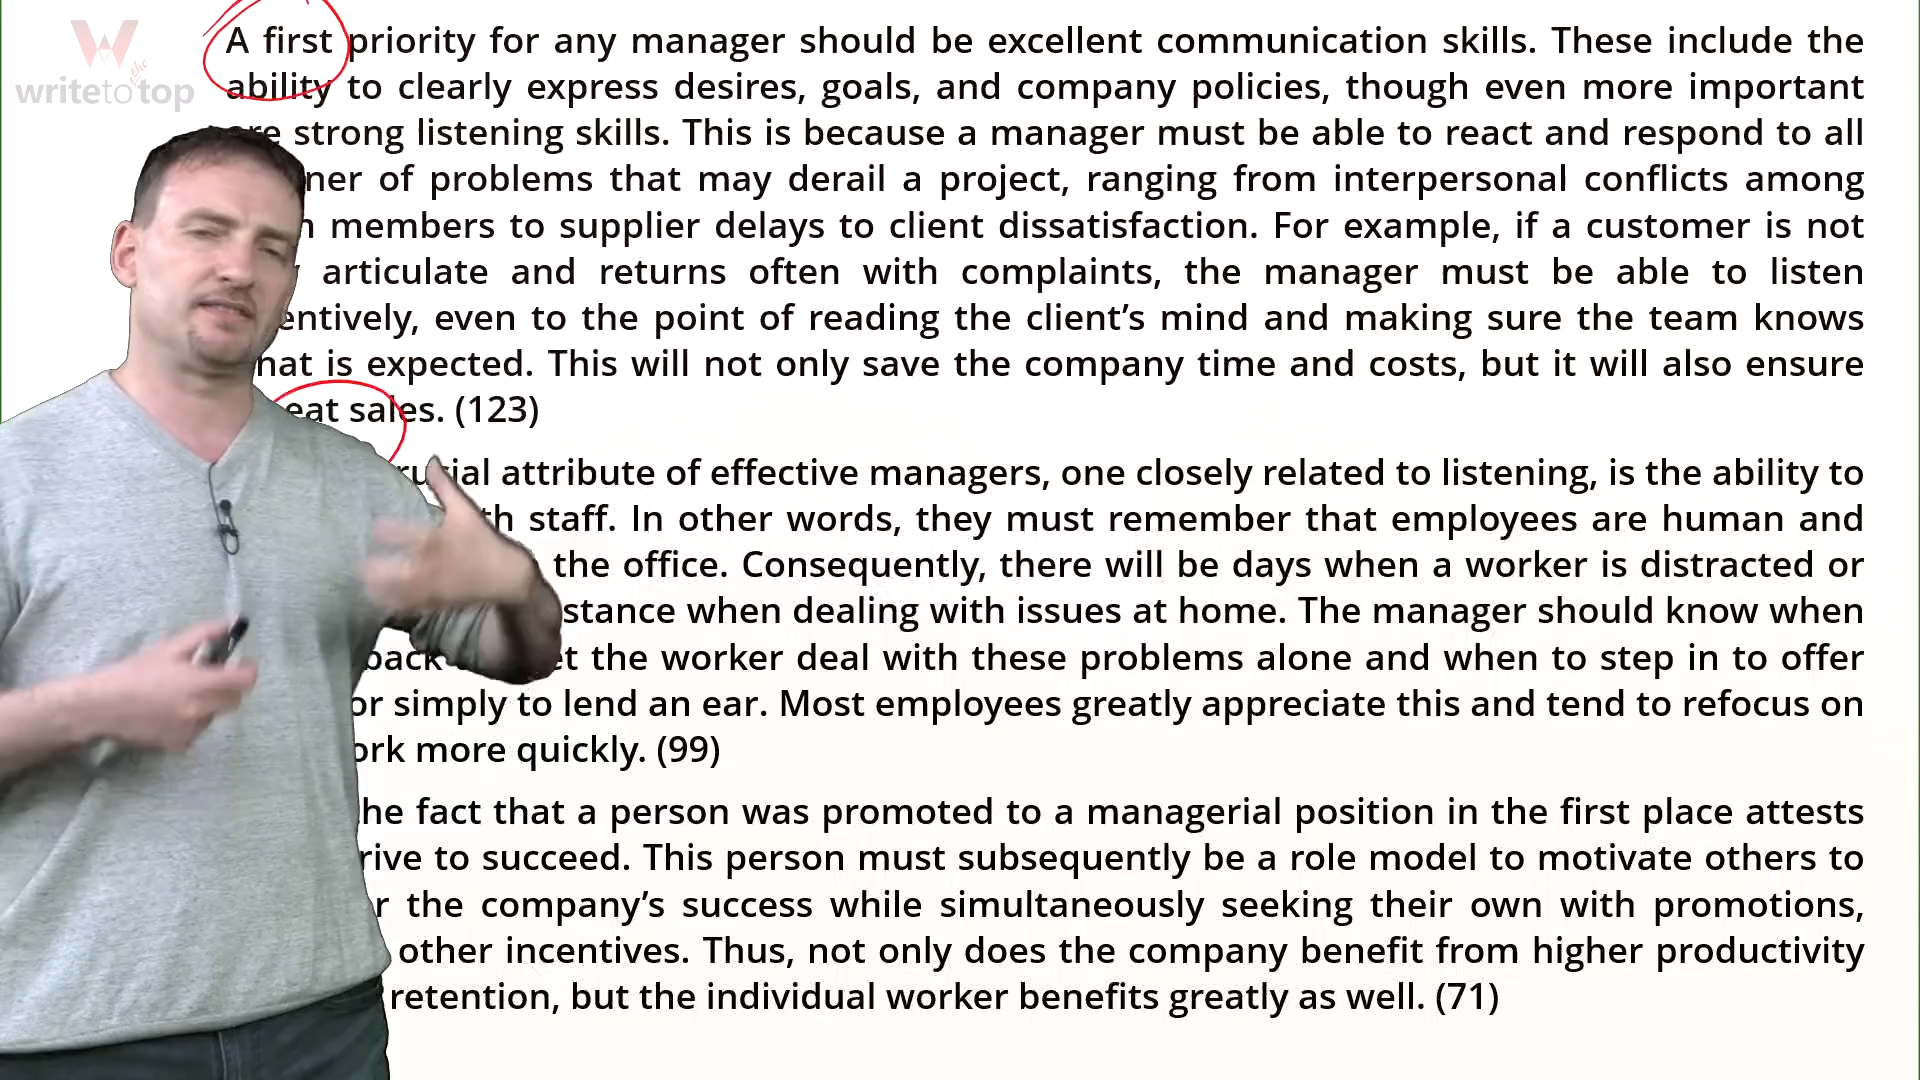 W
writetothetop
A first priority for any manager should be excellent communication skills. These include the
ability to clearly express desires, goals, and company policies, though even more important
are strong listening skills. This is because a manager must be able to react and respond to all
ner of problems that may derail a project, ranging from interpersonal conflicts among
members to supplier delays to client dissatisfaction. For example, if a customer is not
articulate and returns often with complaints, the manager must be able to listen
entively, even to the point of reading the client’s mind and making sure the team knows
hat is expected. This will not only save the company time and costs, but it will also ensure
eat sales. (123)
rucial attribute of effective managers, one closely related to listening, is the ability to
th staff. In other words, they must remember that employees are human and
the office. Consequently, there will be days when a worker is distracted or
stance when dealing with issues at home. The manager should know when
back let the worker deal with these problems alone and when to step in to offer
or simply to lend an ear. Most employees greatly appreciate this and tend to refocus on
ork more quickly. (99)
he fact that a person was promoted to a managerial position in the first place attests
rive to succeed. This person must subsequently be a role model to motivate others to
r the company’s success while simultaneously seeking their own with promotions,
other incentives. Thus, not only does the company benefit from higher productivity
retention, but the individual worker benefits greatly as well. (71)